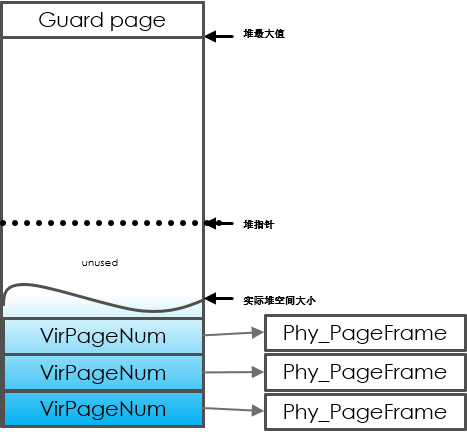 Guard page
堆最大值
堆指针
unused
实际堆空间大小
VirPageNum
Phy_PageFrame
VirPageNum
Phy_PageFrame
VirPageNum
Phy_PageFrame